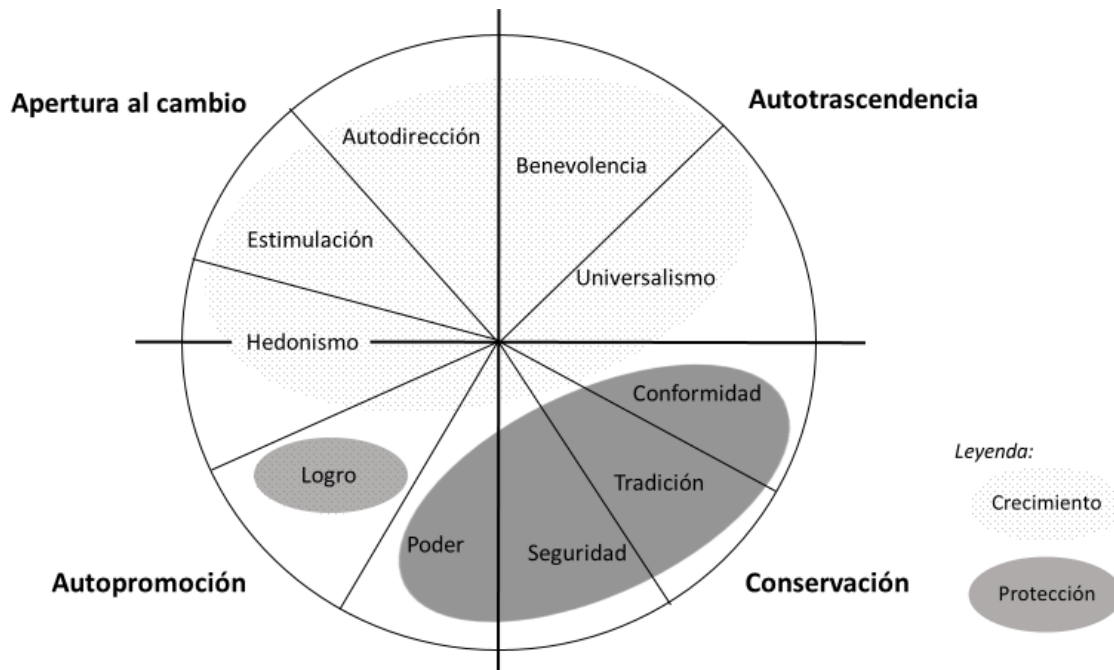 Apertura al cambio
Autotrascendencia
Autodirección
Benevolencia
Estimulación
Universalismo
Hedonismo
Conformidad
Logro
Tradición
Poder
Seguridad
Autopromoción
Conservación
Leyenda:
Crecimiento
Protección